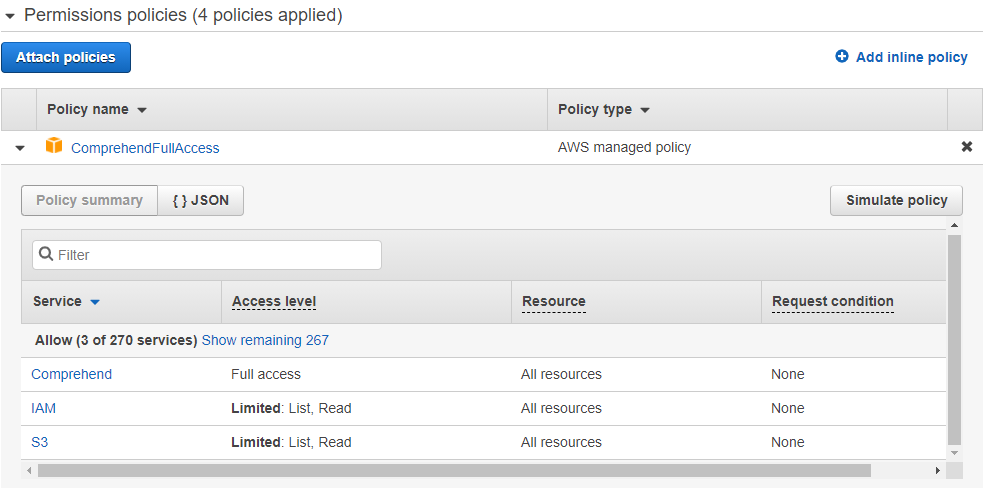 Permissions policies (4 policies applied)
Attach policies
Add inline policy
Policy name Policy type
ComprehendFullAccess AWS managed policy
Policy summary { } JSON Simulate policy
Filter
Service Access level Resource Request condition
Allow (3 of 270 services) Show remaining 267
Comprehend Full access All resources None
IAM Limited: List, Read All resources None
S3 Limited: List, Read All resources None